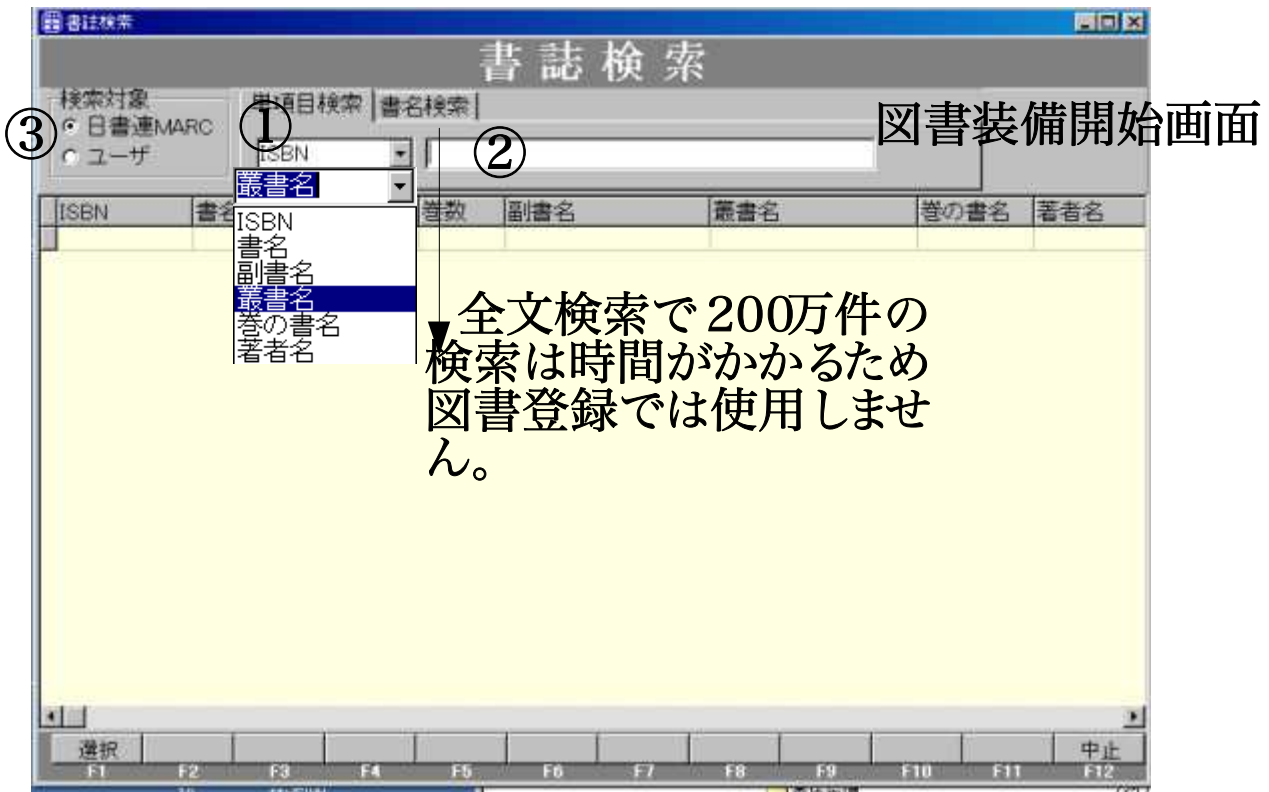 書誌検索
書誌検索
検索対象
単項目検索 書名検索
図書装備開始画面
③ 日書連MARC ①
ユーザ
ISBN
②
叢書名
ISBN 巻数 副書名 叢書名 巻の書名 著者名
ISBN
書名
副書名
叢書名
巻の書名
著者名
全文検索で200万件の
検索は時間がかかるため
図書登録では使用しませ
ん。
選択 中止
F1 F2 F3 F4 F5 F6 F7 F8 F9 F10 F11 F12